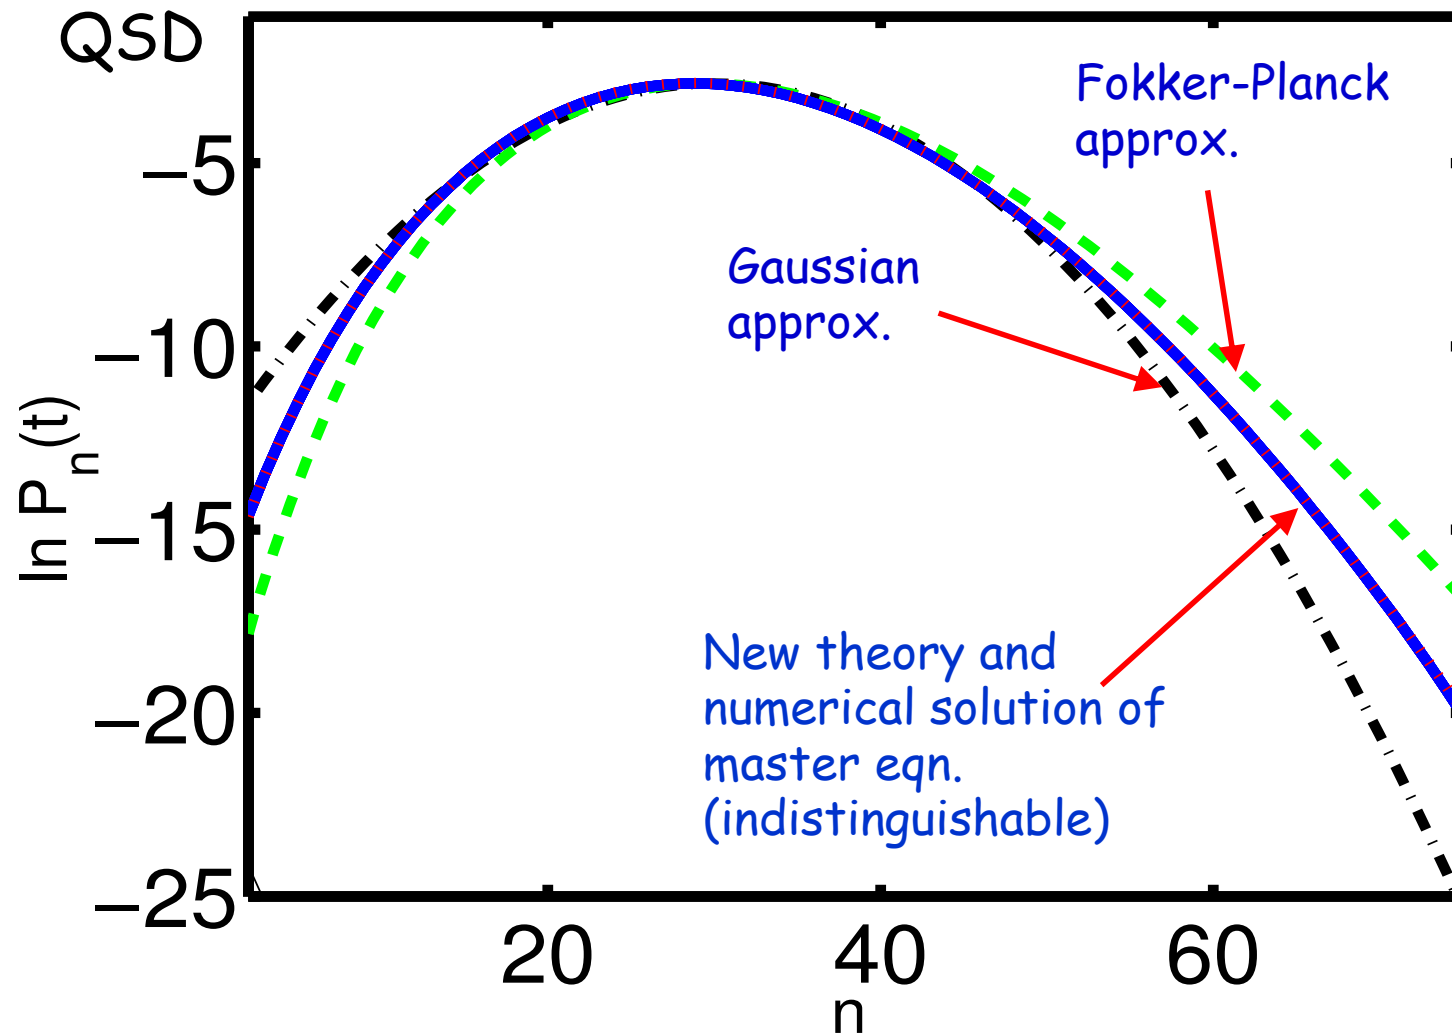 QSD
Fokker-Planck
approx.
Gaussian
approx.
New theory and
numerical solution of
master eqn.
(indistinguishable)
ln Pn(t)
−5
−10
−15
−20
−25
20 40 60
n